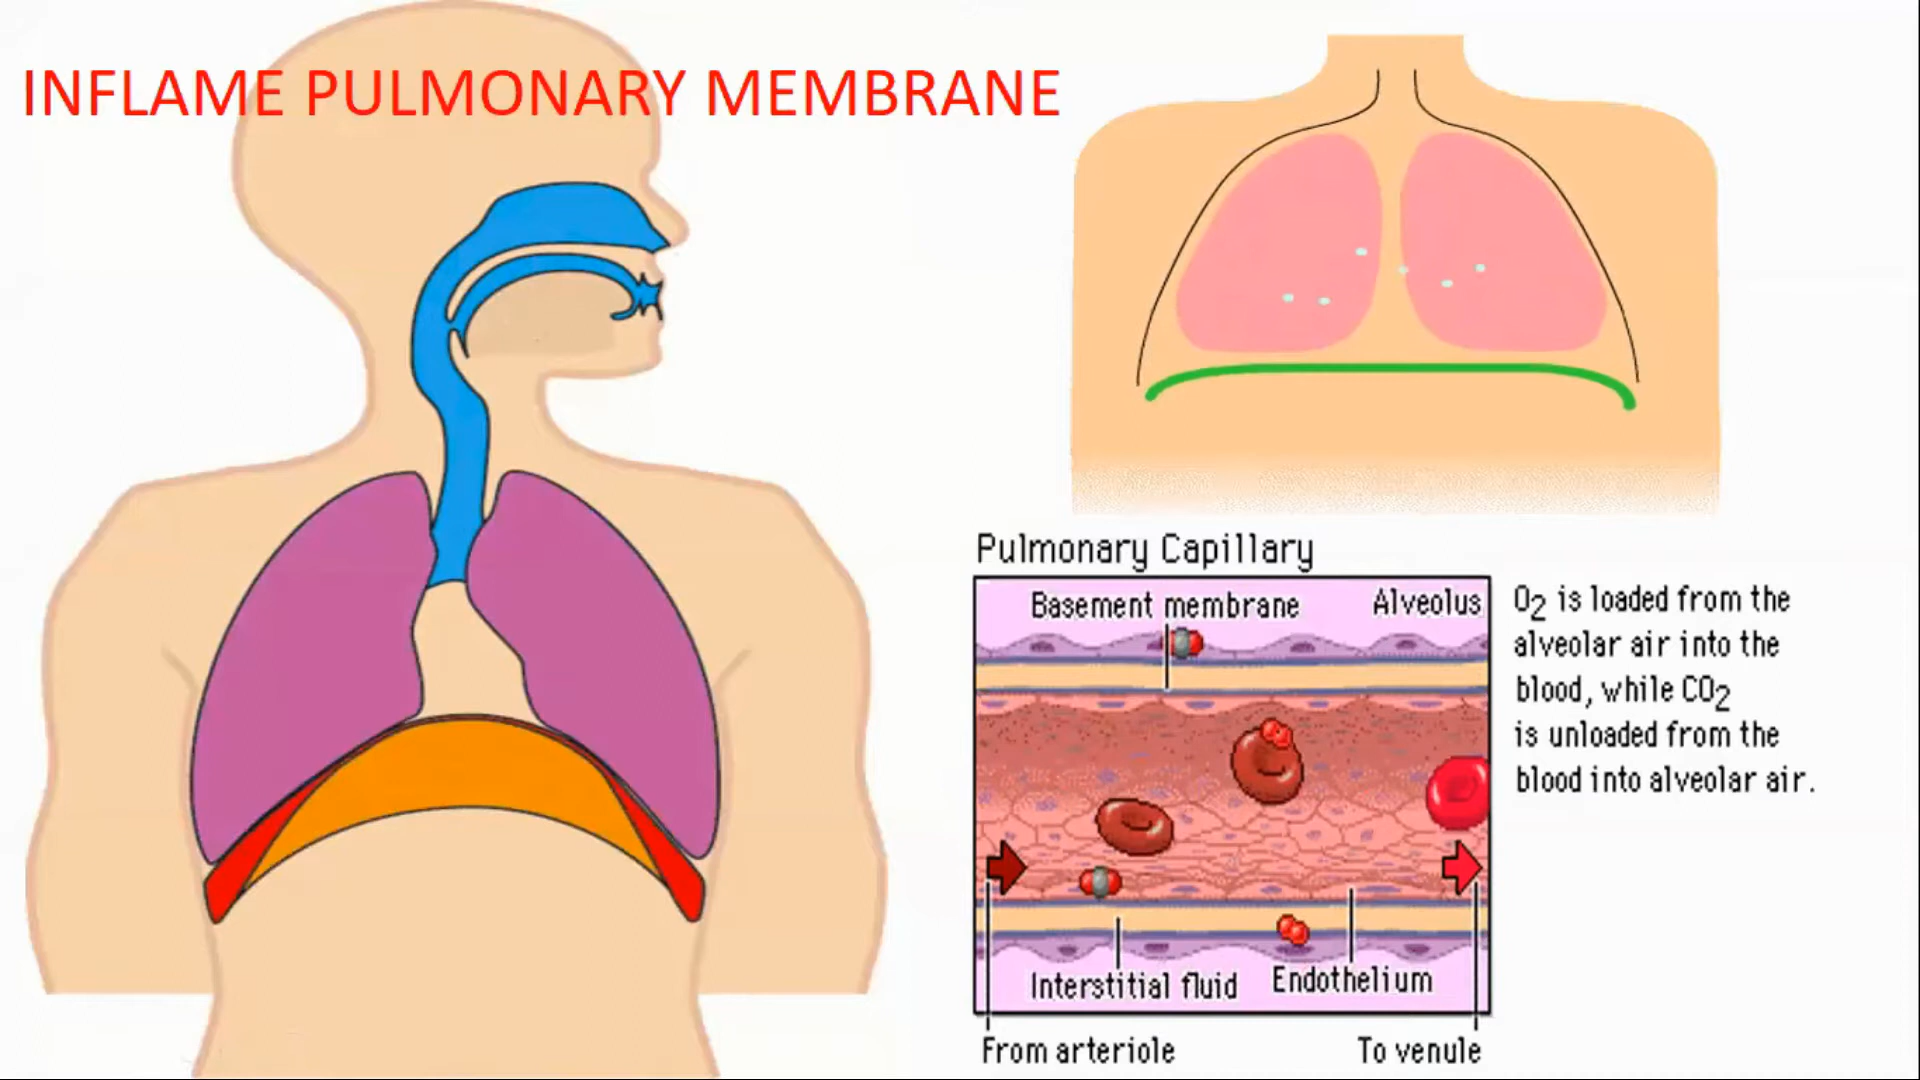 INFLAME PULMONARY MEMBRANE
Pulmonary Capillary
Basement membrane
Alveolus
Interstitial fluid
Endothelium
From arteriole
To venule
O2 is loaded from the
alveolar air into the
blood, while CO2
is unloaded from the
blood into alveolar air.